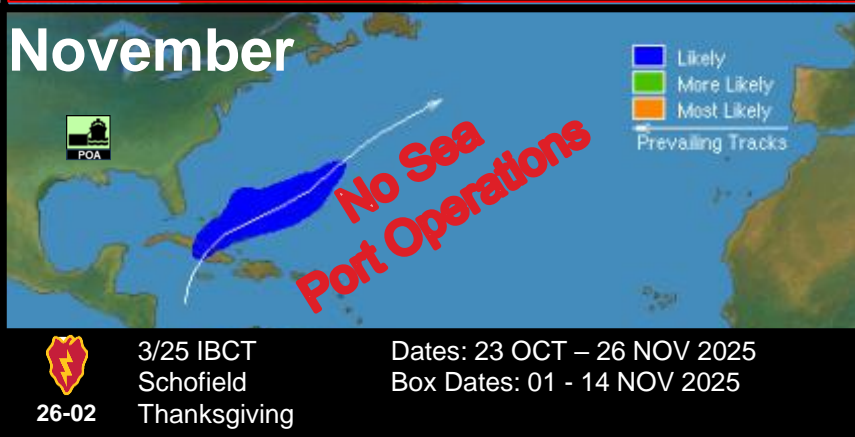 November
Likely
More Likely
Most Likely
Prevailing Tracks
POA
No Sea
Port Operations
3/25 IBCT
Schofield
Thanksgiving
26-02
Dates: 23 OCT – 26 NOV 2025
Box Dates: 01 - 14 NOV 2025